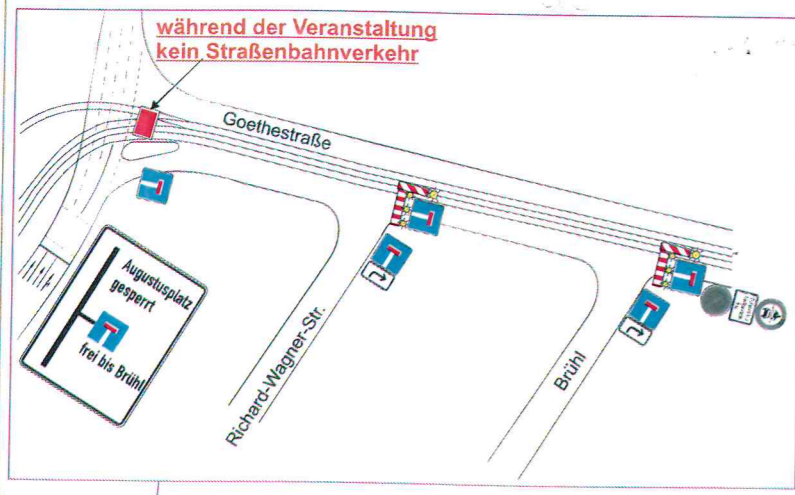 während der Veranstaltung
kein Straßenbahnverkehr
Goethestraße
Augustusplatz
gesperrt
frei bis Brühl
Richard-Wagner-Str.
Brühl